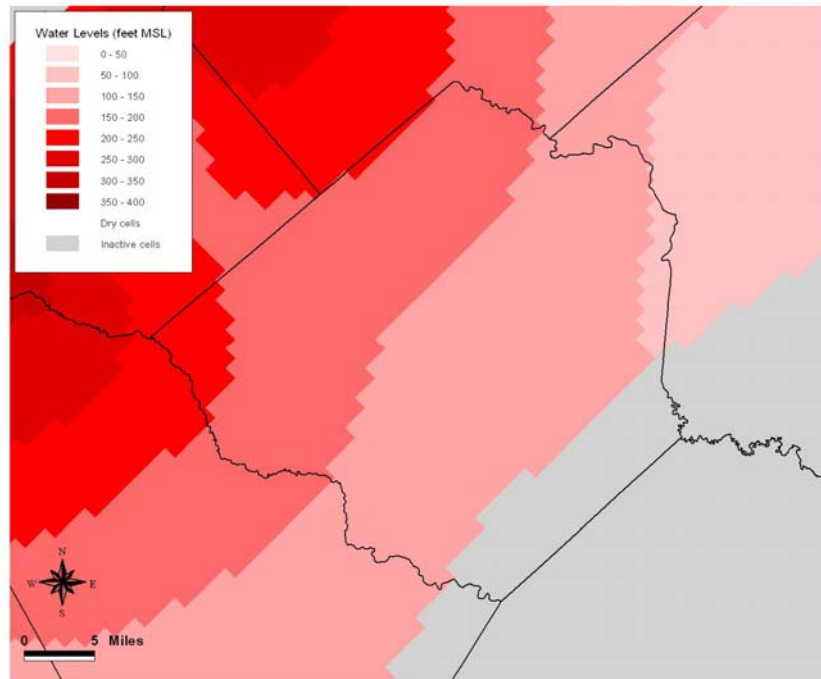 Water Levels (feet MSL)
0 - 50
50 - 100
100 - 150
150 - 200
200 - 250
250 - 300
300 - 350
350 - 400
Dry cells
Inactive cells
N
W E
S
0 5 Miles